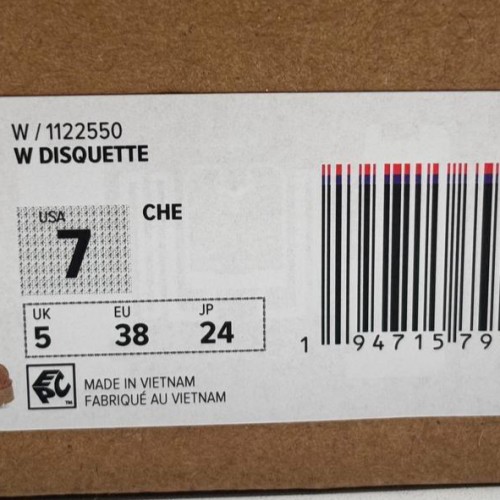 W / 1122550
W DISQUETTE
USA
7
CHE
UK EU JP
5 38 24
1 94715 79
EPC
MADE IN VIETNAM
FABRIQUÉ AU VIETNAM